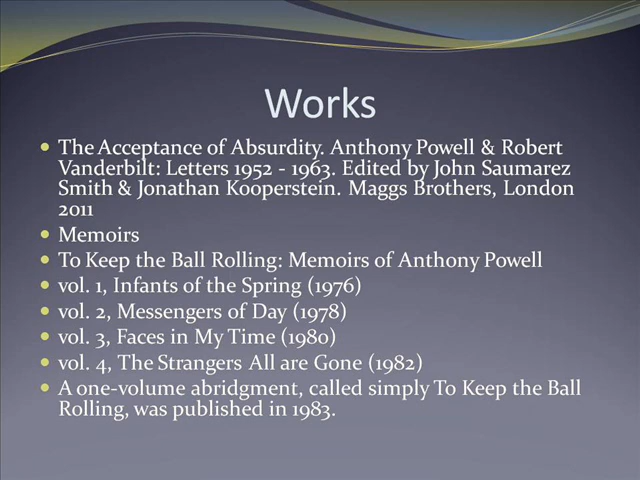 Works
The Acceptance of Absurdity. Anthony Powell & Robert
Vanderbilt: Letters 1952 - 1963. Edited by John Saumarez
Smith & Jonathan Kooperstein. Maggs Brothers, London
2011
Memoirs
To Keep the Ball Rolling: Memoirs of Anthony Powell
vol. 1, Infants of the Spring (1976)
vol. 2, Messengers of Day (1978)
vol. 3, Faces in My Time (1980)
vol. 4, The Strangers All are Gone (1982)
A one-volume abridgment, called simply To Keep the Ball
Rolling, was published in 1983.